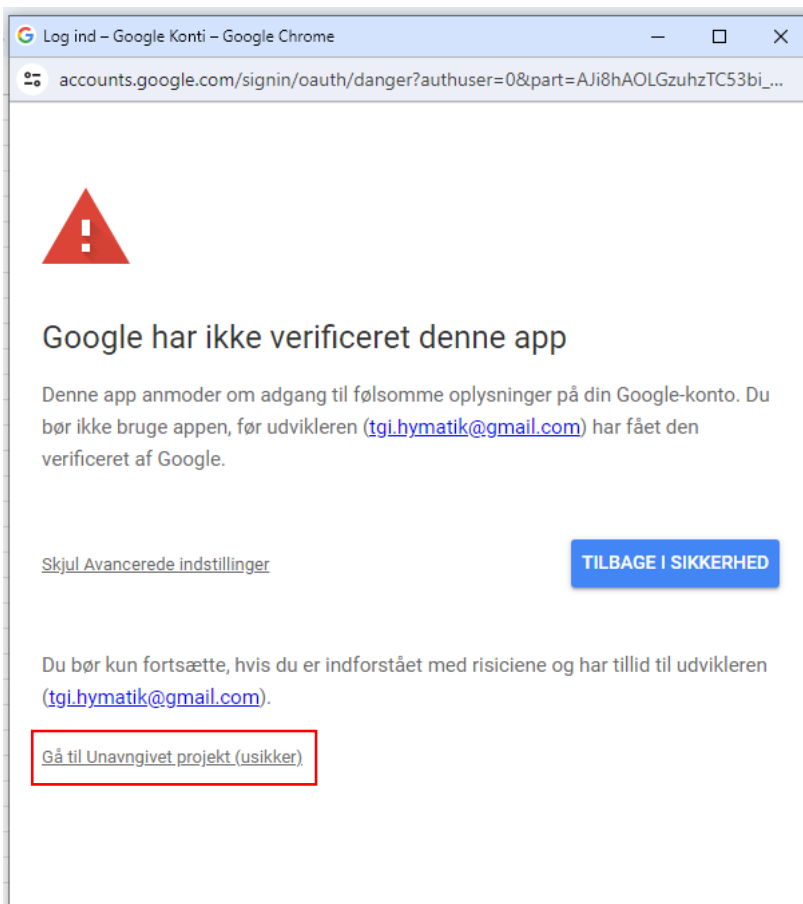 Log ind – Google Konti – Google Chrome
accounts.google.com/signin/oauth/danger?authuser=0&part=AJi8hAOLGzuhzTC53bi_...
Google har ikke verificeret denne app
Denne app anmoder om adgang til følsomme oplysninger på din Google-konto. Du
bør ikke bruge appen, før udvikleren (tgi.hymatik@gmail.com) har fået den
verificeret af Google.
Skjul Avancerede indstillinger
TILBAGE I SIKKERHED
Du bør kun fortsætte, hvis du er indforstået med risiciene og har tillid til udvikleren
(tgi.hymatik@gmail.com).
Gå til Unavngivet projekt (usikker)